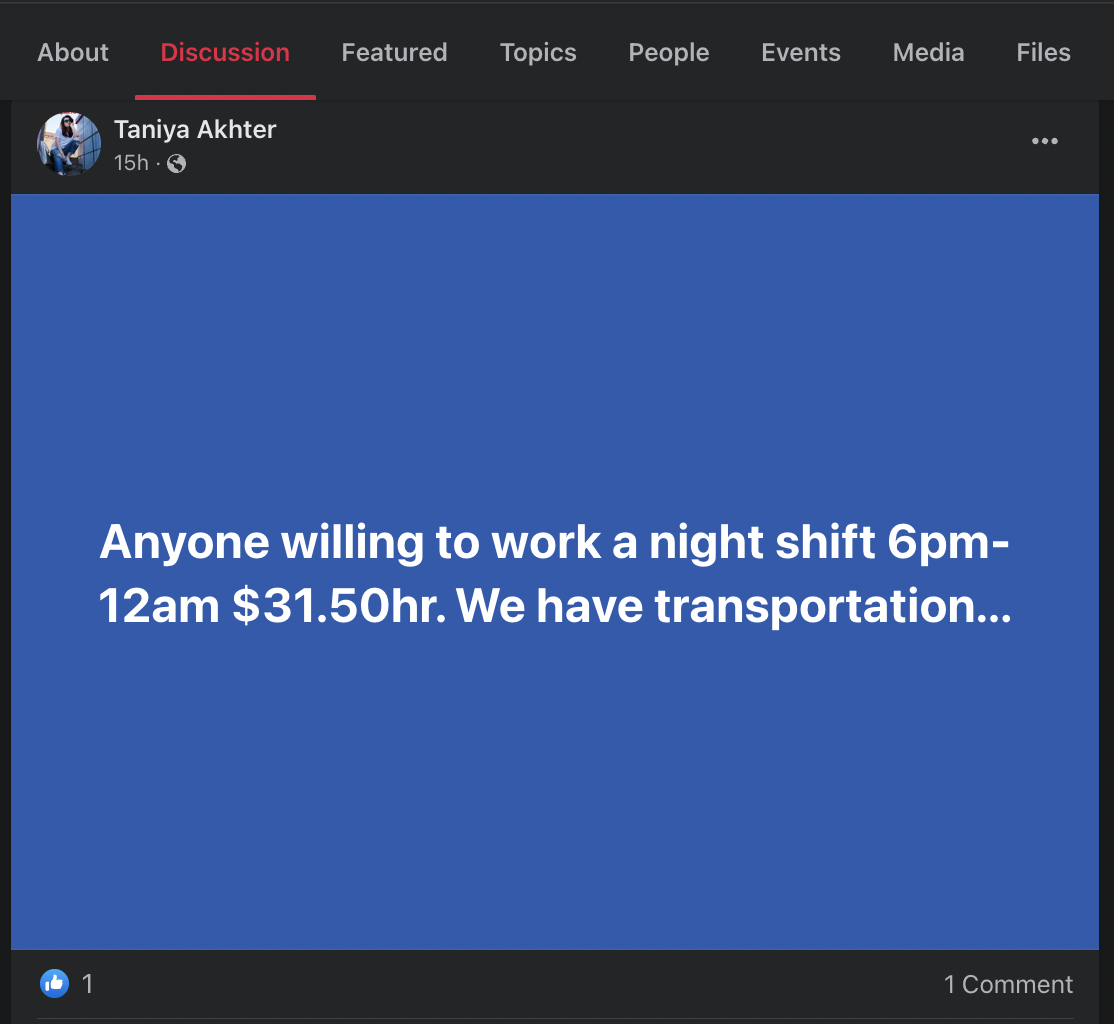 About Discussion Featured Topics People Events Media Files
Taniya Akhter
15h ·
Anyone willing to work a night shift 6pm-
12am $31.50hr. We have transportation...
1 1 Comment